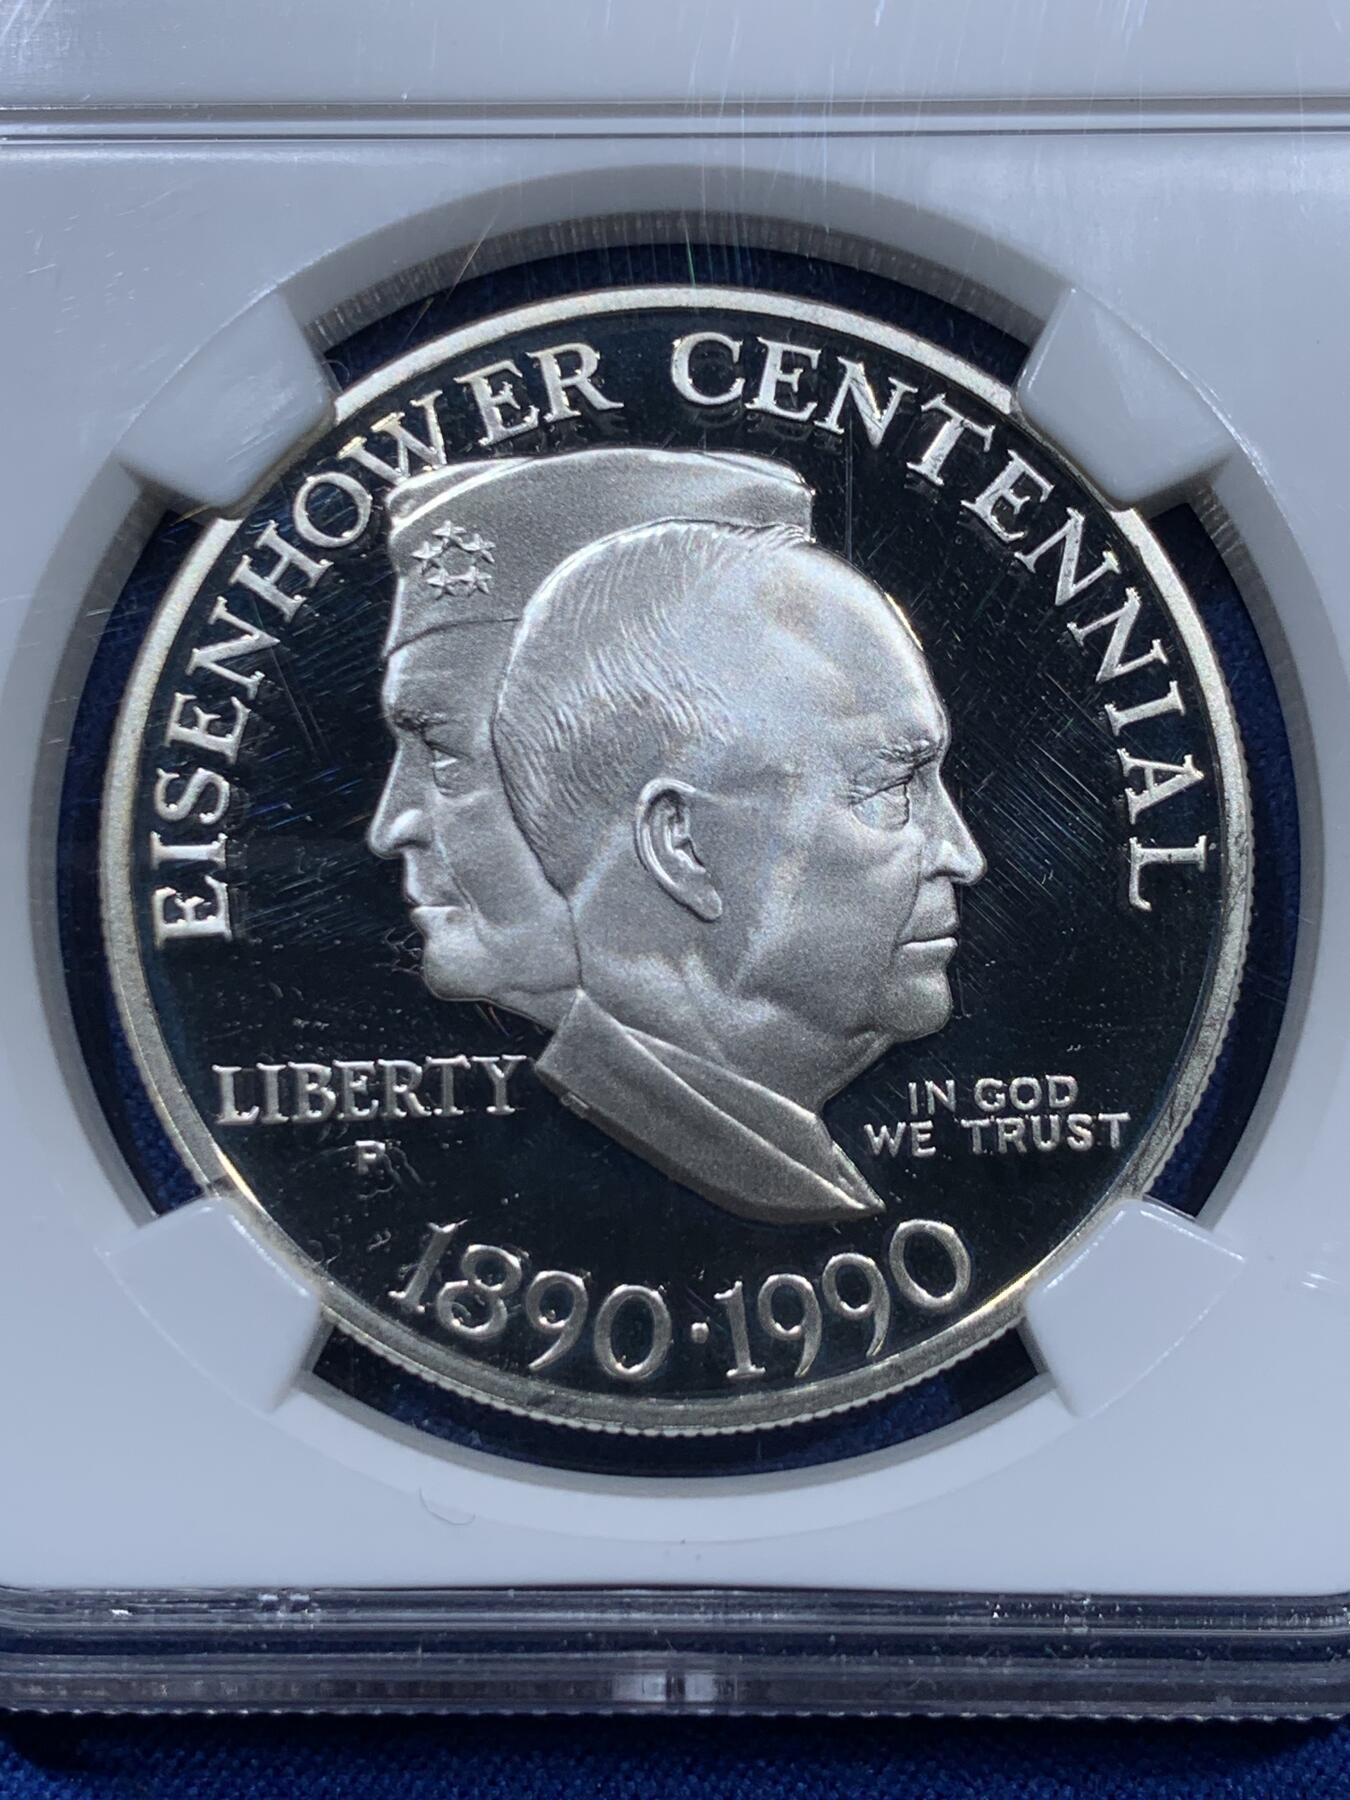 EISENHOWER CENTENNIAL
LIBERTY
P
IN GOD
WE TRUST
1890·1990